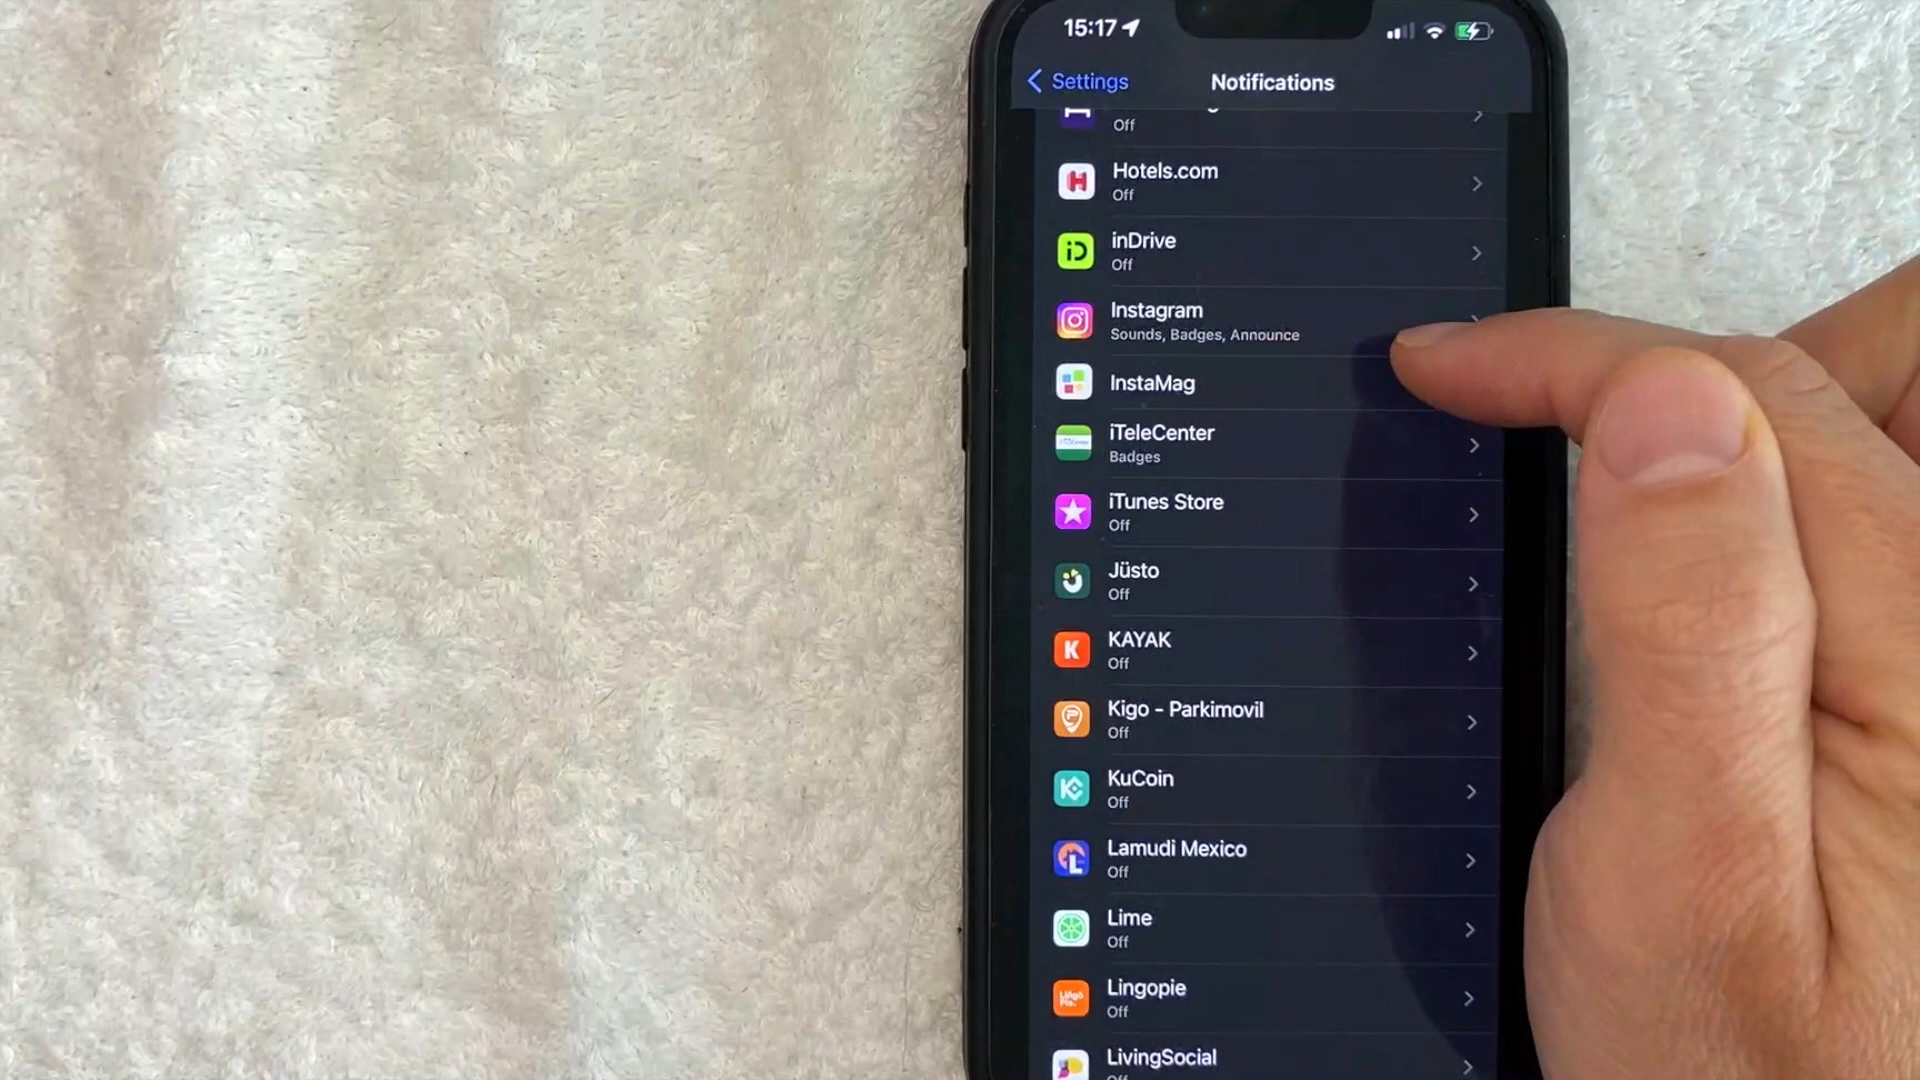 15:17
Settings
Notifications
Off
Hotels.com
Off
inDrive
Off
Instagram
Sounds, Badges, Announce
InstaMag
iTeleCenter
Badges
iTunes Store
Off
Jüsto
Off
KAYAK
Off
Kigo - Parkimovil
Off
KuCoin
Off
Lamudi Mexico
Off
Lime
Off
Lingopie
Off
LivingSocial